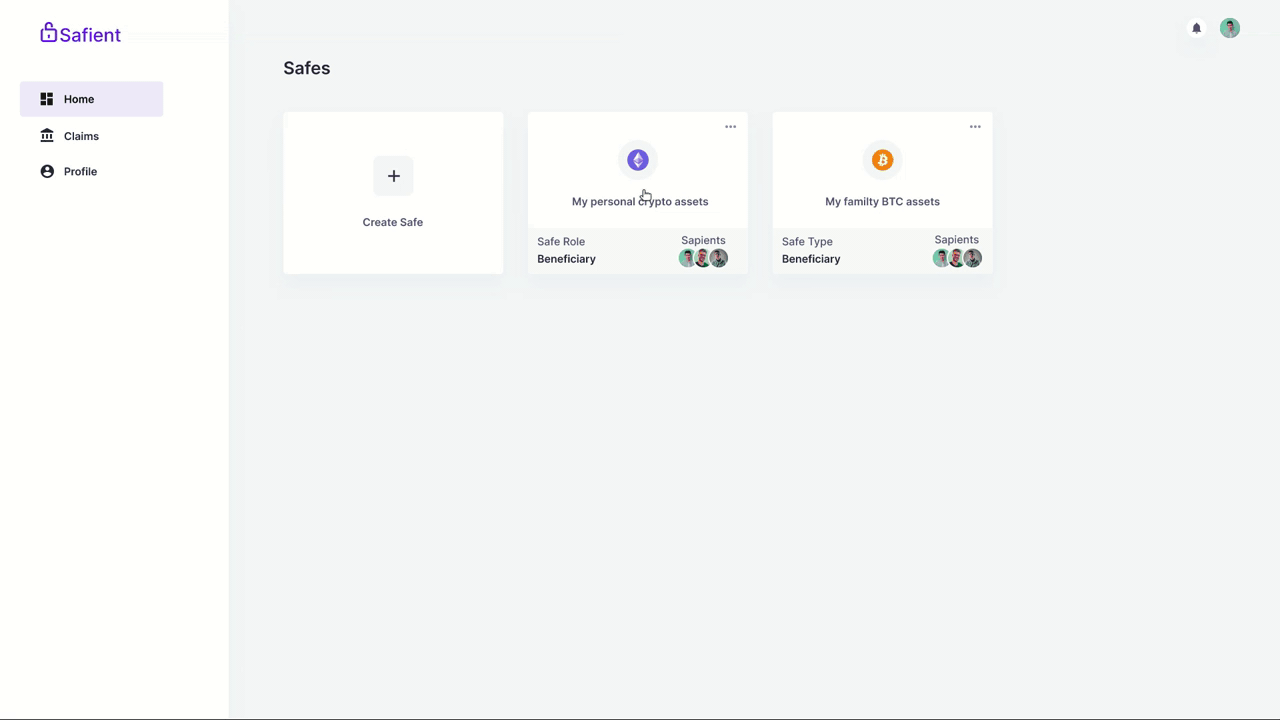 Safient
Home
Claims
Profile
Safes
Create Safe
My personal crypto assets
Safe Role
Beneficiary
Sapients
My familty BTC assets
Safe Type
Beneficiary
Sapients